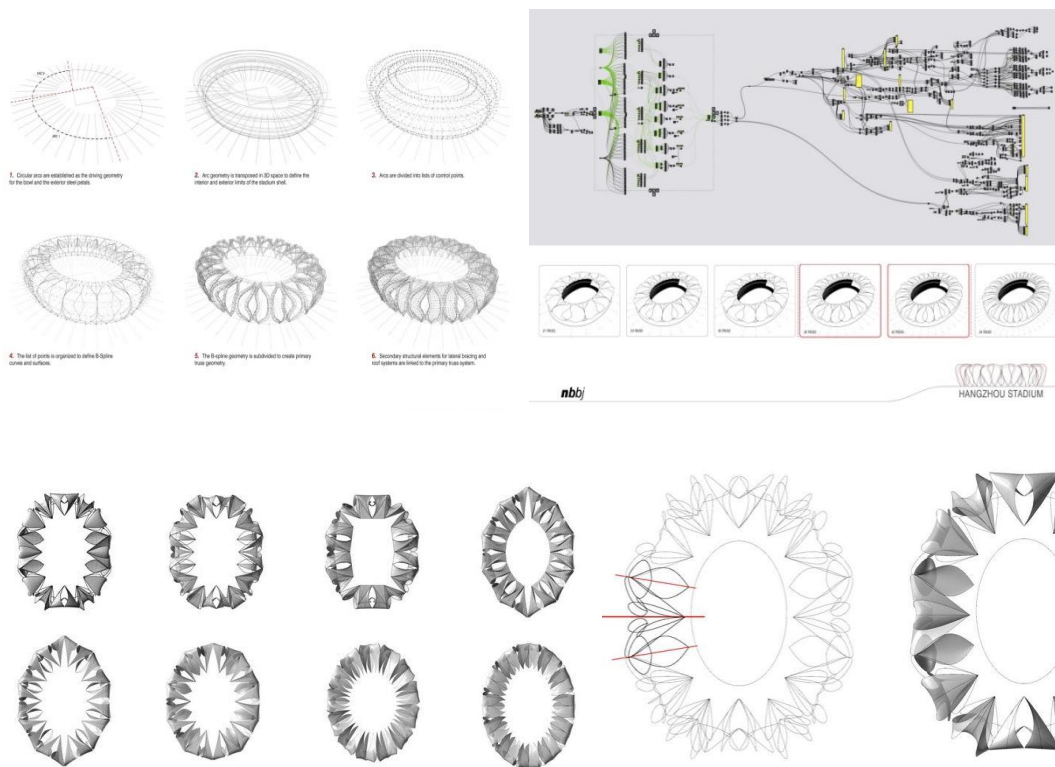 1. Circular arcs are established as the driving geometry
for the bowl and the exterior steel petals.
2. Arc geometry is transposed in 3D space to define the
interior and exterior limits of the stadium shell.
3. Arcs are divided into lists of control points.
4. The list of points is organized to define B-Spline
curves and surfaces.
5. The B-spline geometry is subdivided to create primary
truss geometry.
6. Secondary structural elements for lateral bracing and
roof systems are linked to the primary truss system.
nbbj
HANGZHOU STADIUM